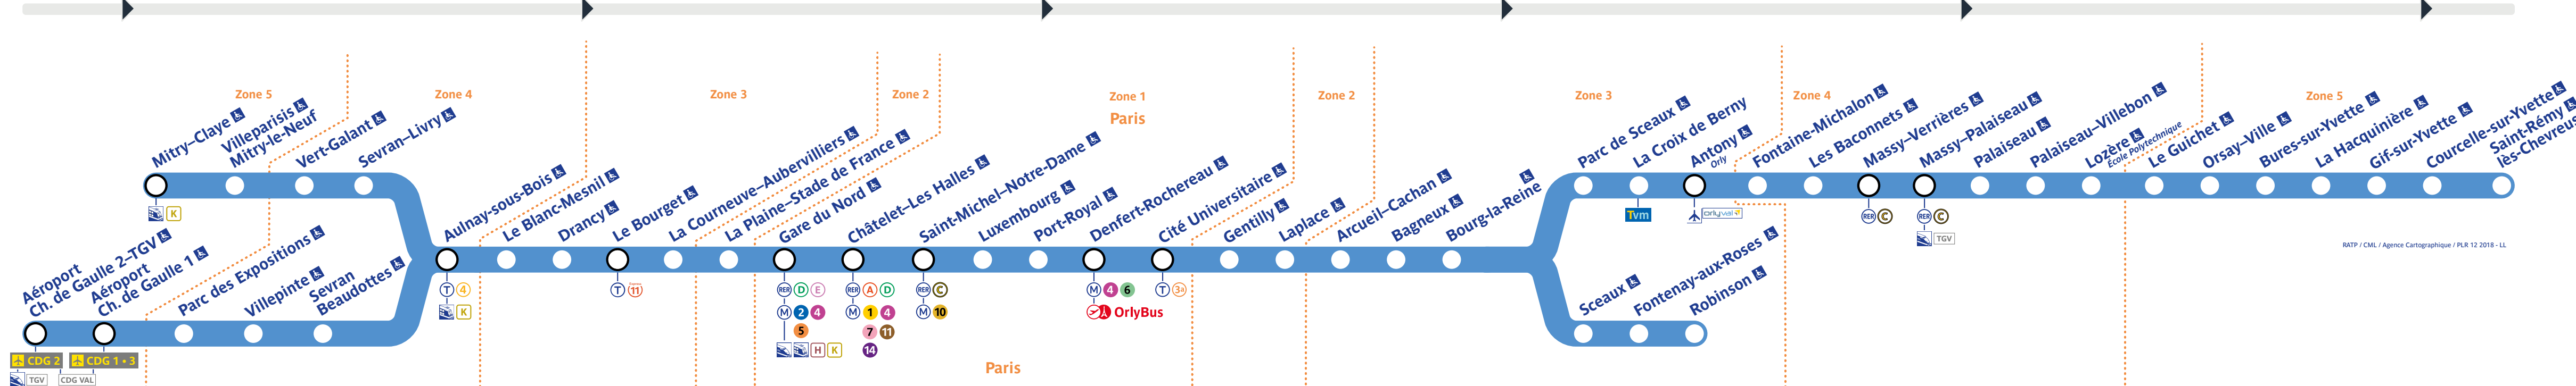 Zone 5
Zone 4
Zone 3
Zone 2
Zone 1
Paris
Zone 2
Zone 3
Zone 4
Zone 5
Mitry–Claye
Villeparisis
Mitry-le-Neuf
Vert-Galant
Sevran–Livry
K
Aéroport
Ch. de Gaulle 2–TGV
Aéroport
Ch. de Gaulle 1
Parc des Expositions
Villepinte
Sevran
Beaudottes
CDG 2
CDG 1 • 3
TGV
CDG VAL
Aulnay-sous-Bois
T 4
K
Le Blanc-Mesnil
Drancy
Le Bourget
T 11
La Courneuve–Aubervilliers
La Plaine–Stade de France
Gare du Nord
RER D E
M 2 4
5
H K
Châtelet–Les Halles
RER A D
M 1 4
7 11
14
Saint-Michel–Notre-Dame
RER C
M 10
Luxembourg
Port-Royal
Denfert-Rochereau
M 4 6
OrlyBus
Cité Universitaire
T 3a
Gentilly
Laplace
Arcueil–Cachan
Bagneux
Bourg-la-Reine
Parc de Sceaux
La Croix de Berny
Tvm
Antony
Orly
orlyval
Fontaine-Michalon
Les Baconnets
Massy–Verrières
RER C
Massy–Palaiseau
RER C
TGV
Palaiseau
Palaiseau–Villebon
Lozère
École Polytechnique
Le Guichet
Orsay–Ville
Bures-sur-Yvette
La Hacquinière
Gif-sur-Yvette
Courcelle-sur-Yvette
Saint-Rémy
lès-Chevreus
Sceaux
Fontenay-aux-Roses
Robinson
Paris
RATP / CML / Agence Cartographique / PLR 12 2018 - LL